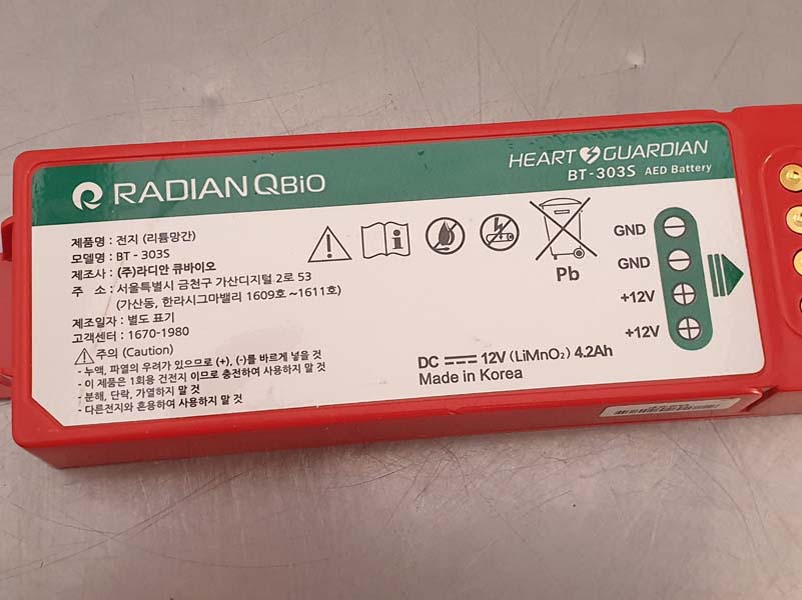 RADIAN QBIO
HEART GUARDIAN
BT-303S AED Battery
제품명 : 전지 (리튬망간)
모델명 : BT - 303S
제조사 : (주)라디안 큐바이오
주 소 : 서울특별시 금천구 가산디지털 2로 53
(가산동, 한라시그마밸리 1609호 ~1611호)
제조일자 : 별도 표기
고객센터 : 1670-1980
주의 (Caution)
- 누액, 파열의 우려가 있으므로 (+), (-)를 바르게 넣을 것
- 이 제품은 1회용 건전지 이므로 충전하여 사용하지 말 것
- 분해, 단락, 가열하지 말 것
- 다른전지와 혼용하여 사용하지 말 것
Pb
GND
GND
+12V
+12V
DC 12V (LiMnO₂) 4.2Ah
Made in Korea